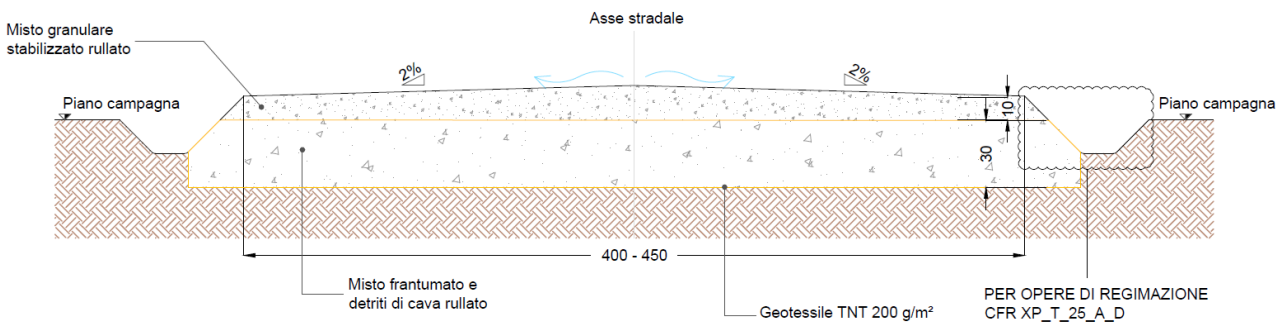 Asse stradale
Misto granulare
stabilizzato rullato
2%
2%
Piano campagna
Piano campagna
10
30
400 - 450
Misto frantumato e
detriti di cava rullato
Geotessile TNT 200 g/m²
PER OPERE DI REGIMAZIONE
CFR XP_T_25_A_D